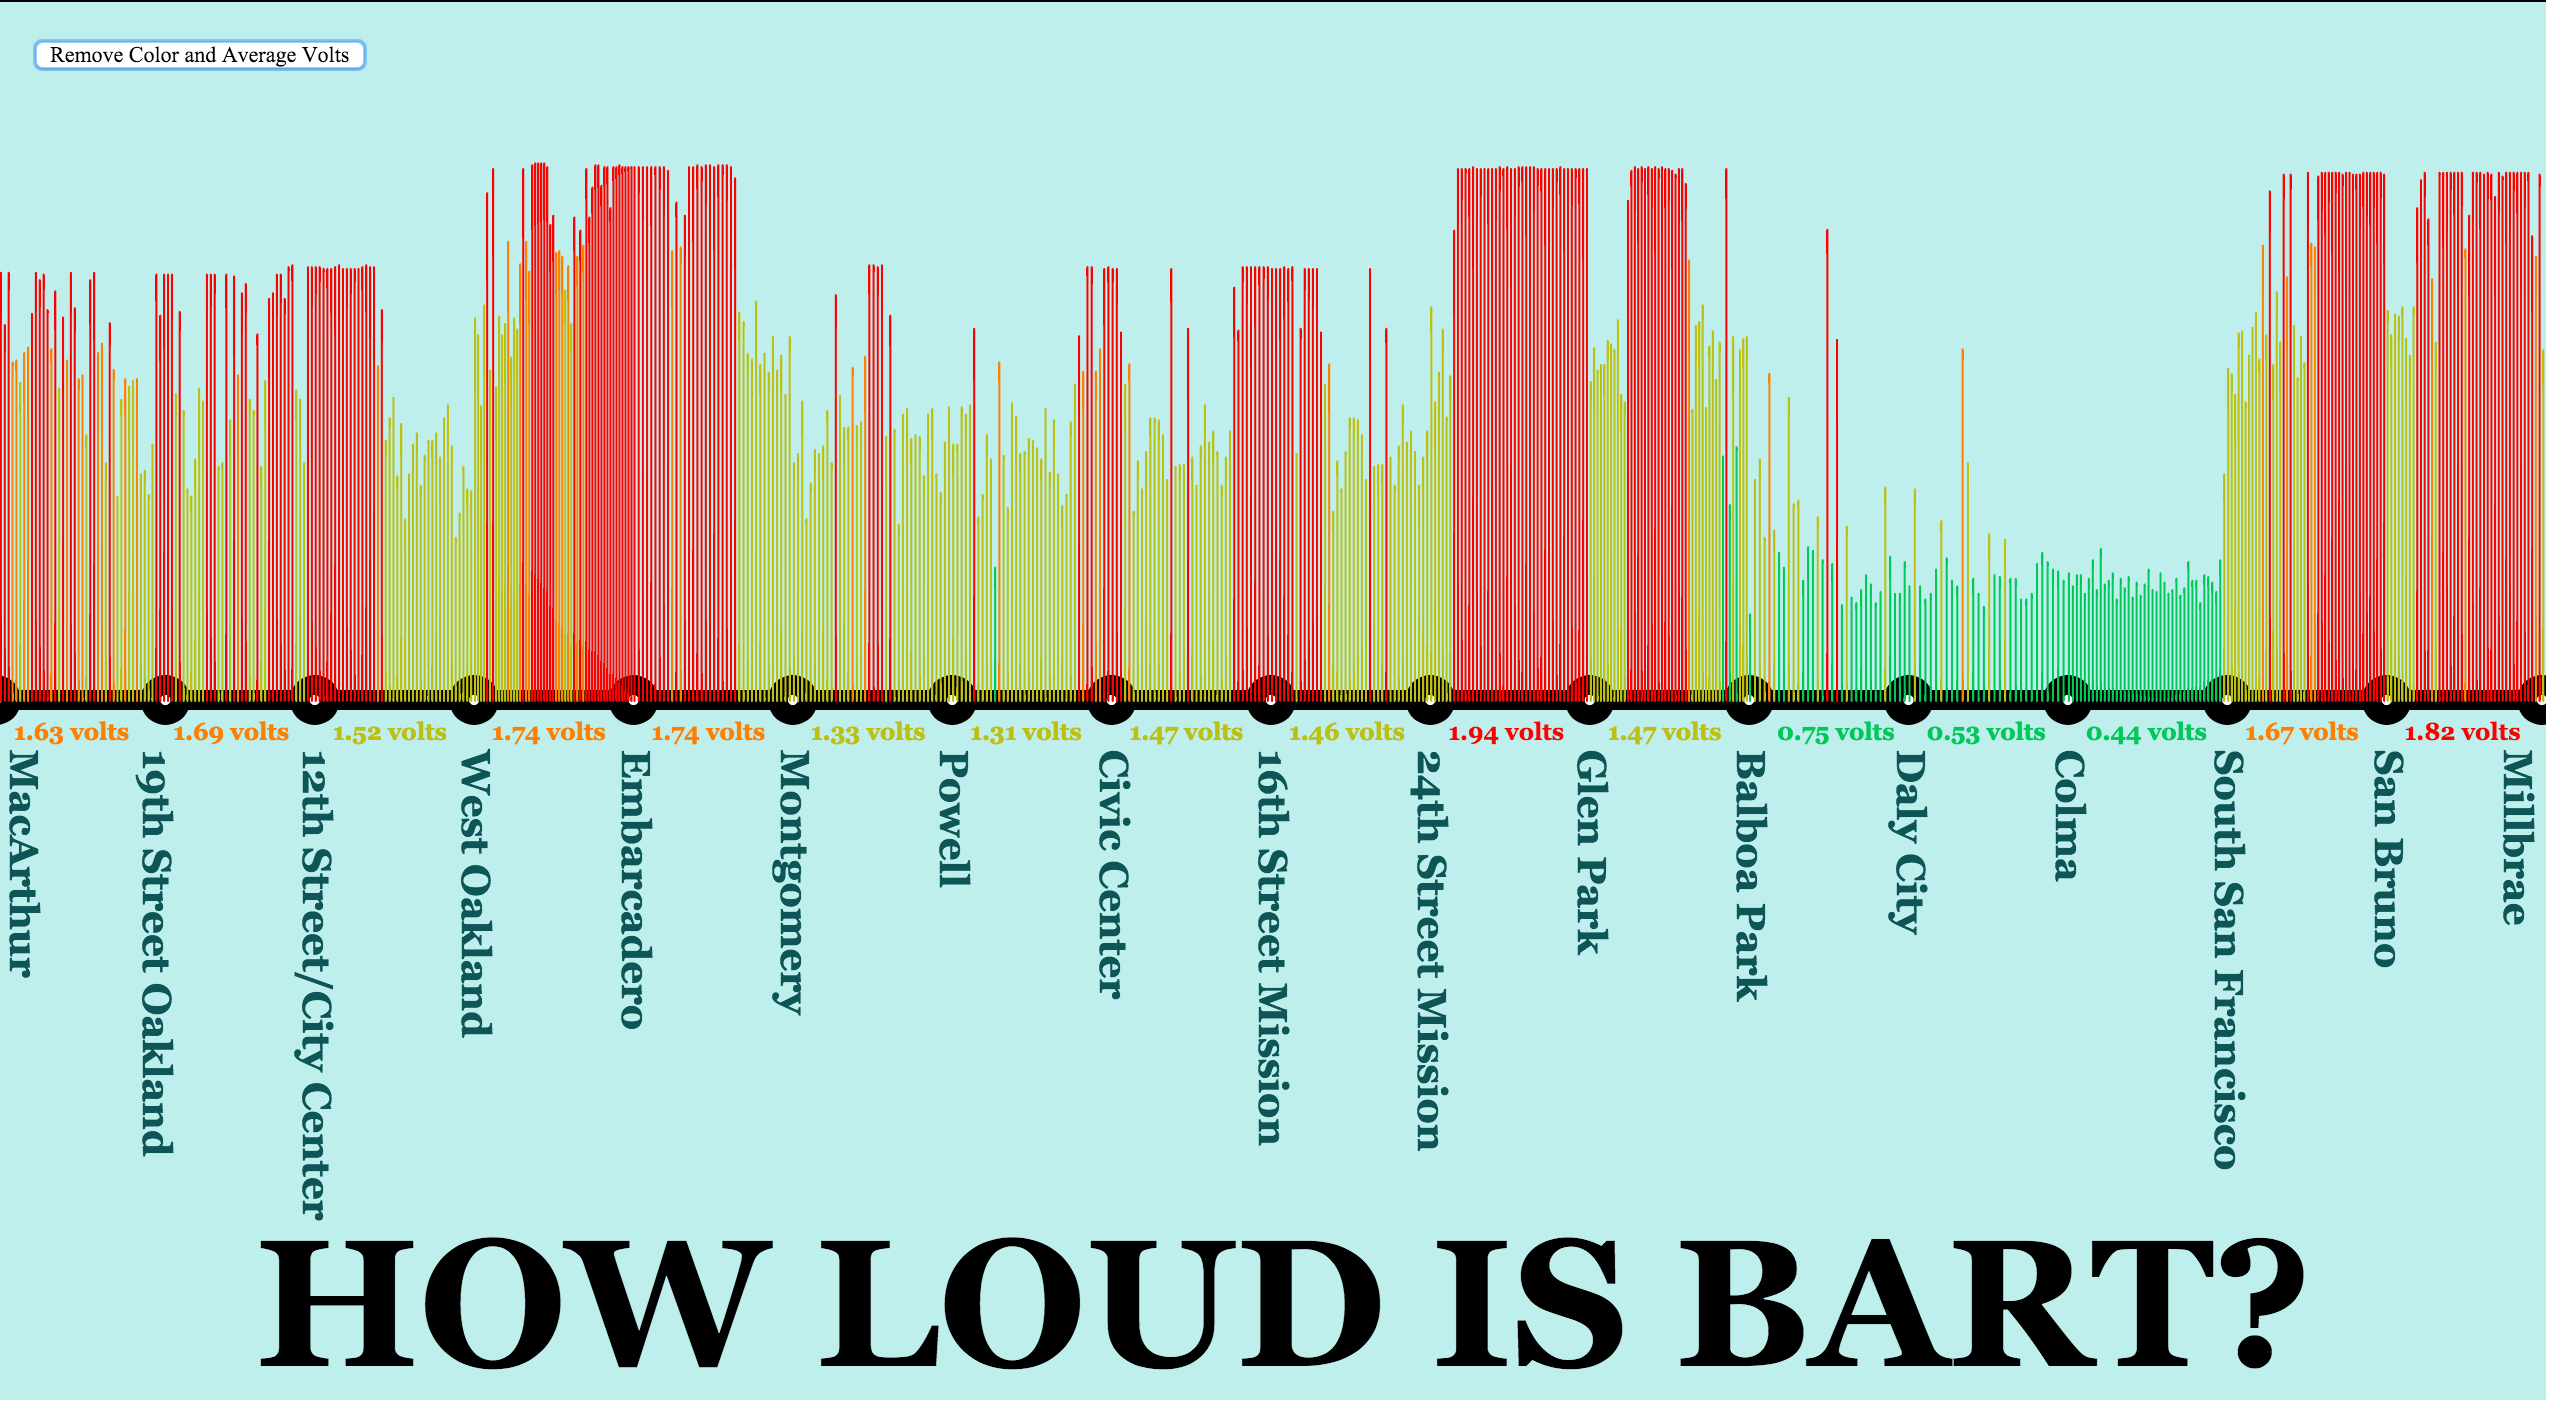 Remove Color and Average Volts
1.63 volts
1.69 volts
1.52 volts
1.74 volts
1.74 volts
1.33 volts
1.31 volts
1.47 volts
1.46 volts
1.94 volts
1.47 volts
0.75 volts
0.53 volts
0.44 volts
1.67 volts
1.82 volts
MacArthur
19th Street Oakland
12th Street/City Center
West Oakland
Embarcadero
Montgomery
Powell
Civic Center
16th Street Mission
24th Street Mission
Glen Park
Balboa Park
Daly City
Colma
South San Francisco
San Bruno
Millbrae
HOW LOUD IS BART?